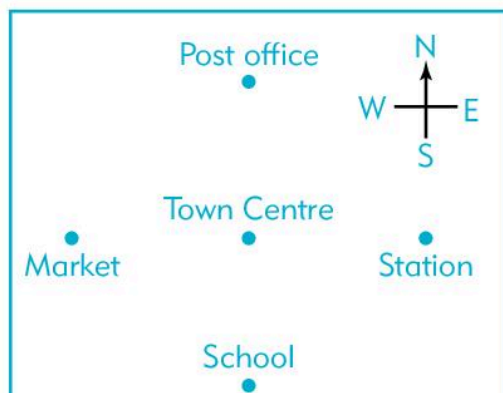 Post office
N
W E
S
Town Centre
Market
Station
School